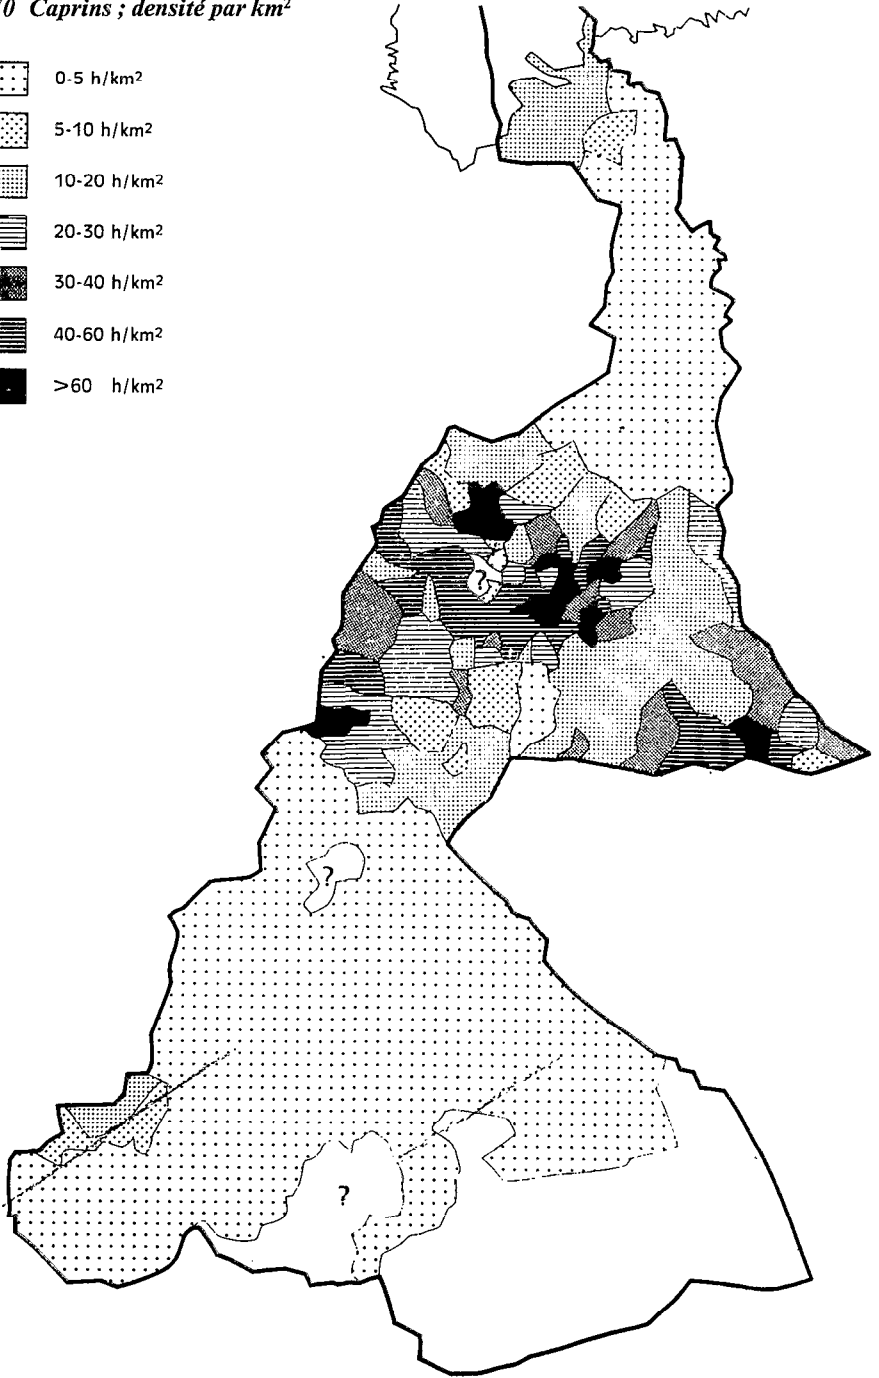 0 Caprins ; densité par km²
0-5 h/km²
5-10 h/km²
10-20 h/km²
20-30 h/km²
30-40 h/km²
40-60 h/km²
>60 h/km²
?
?
?